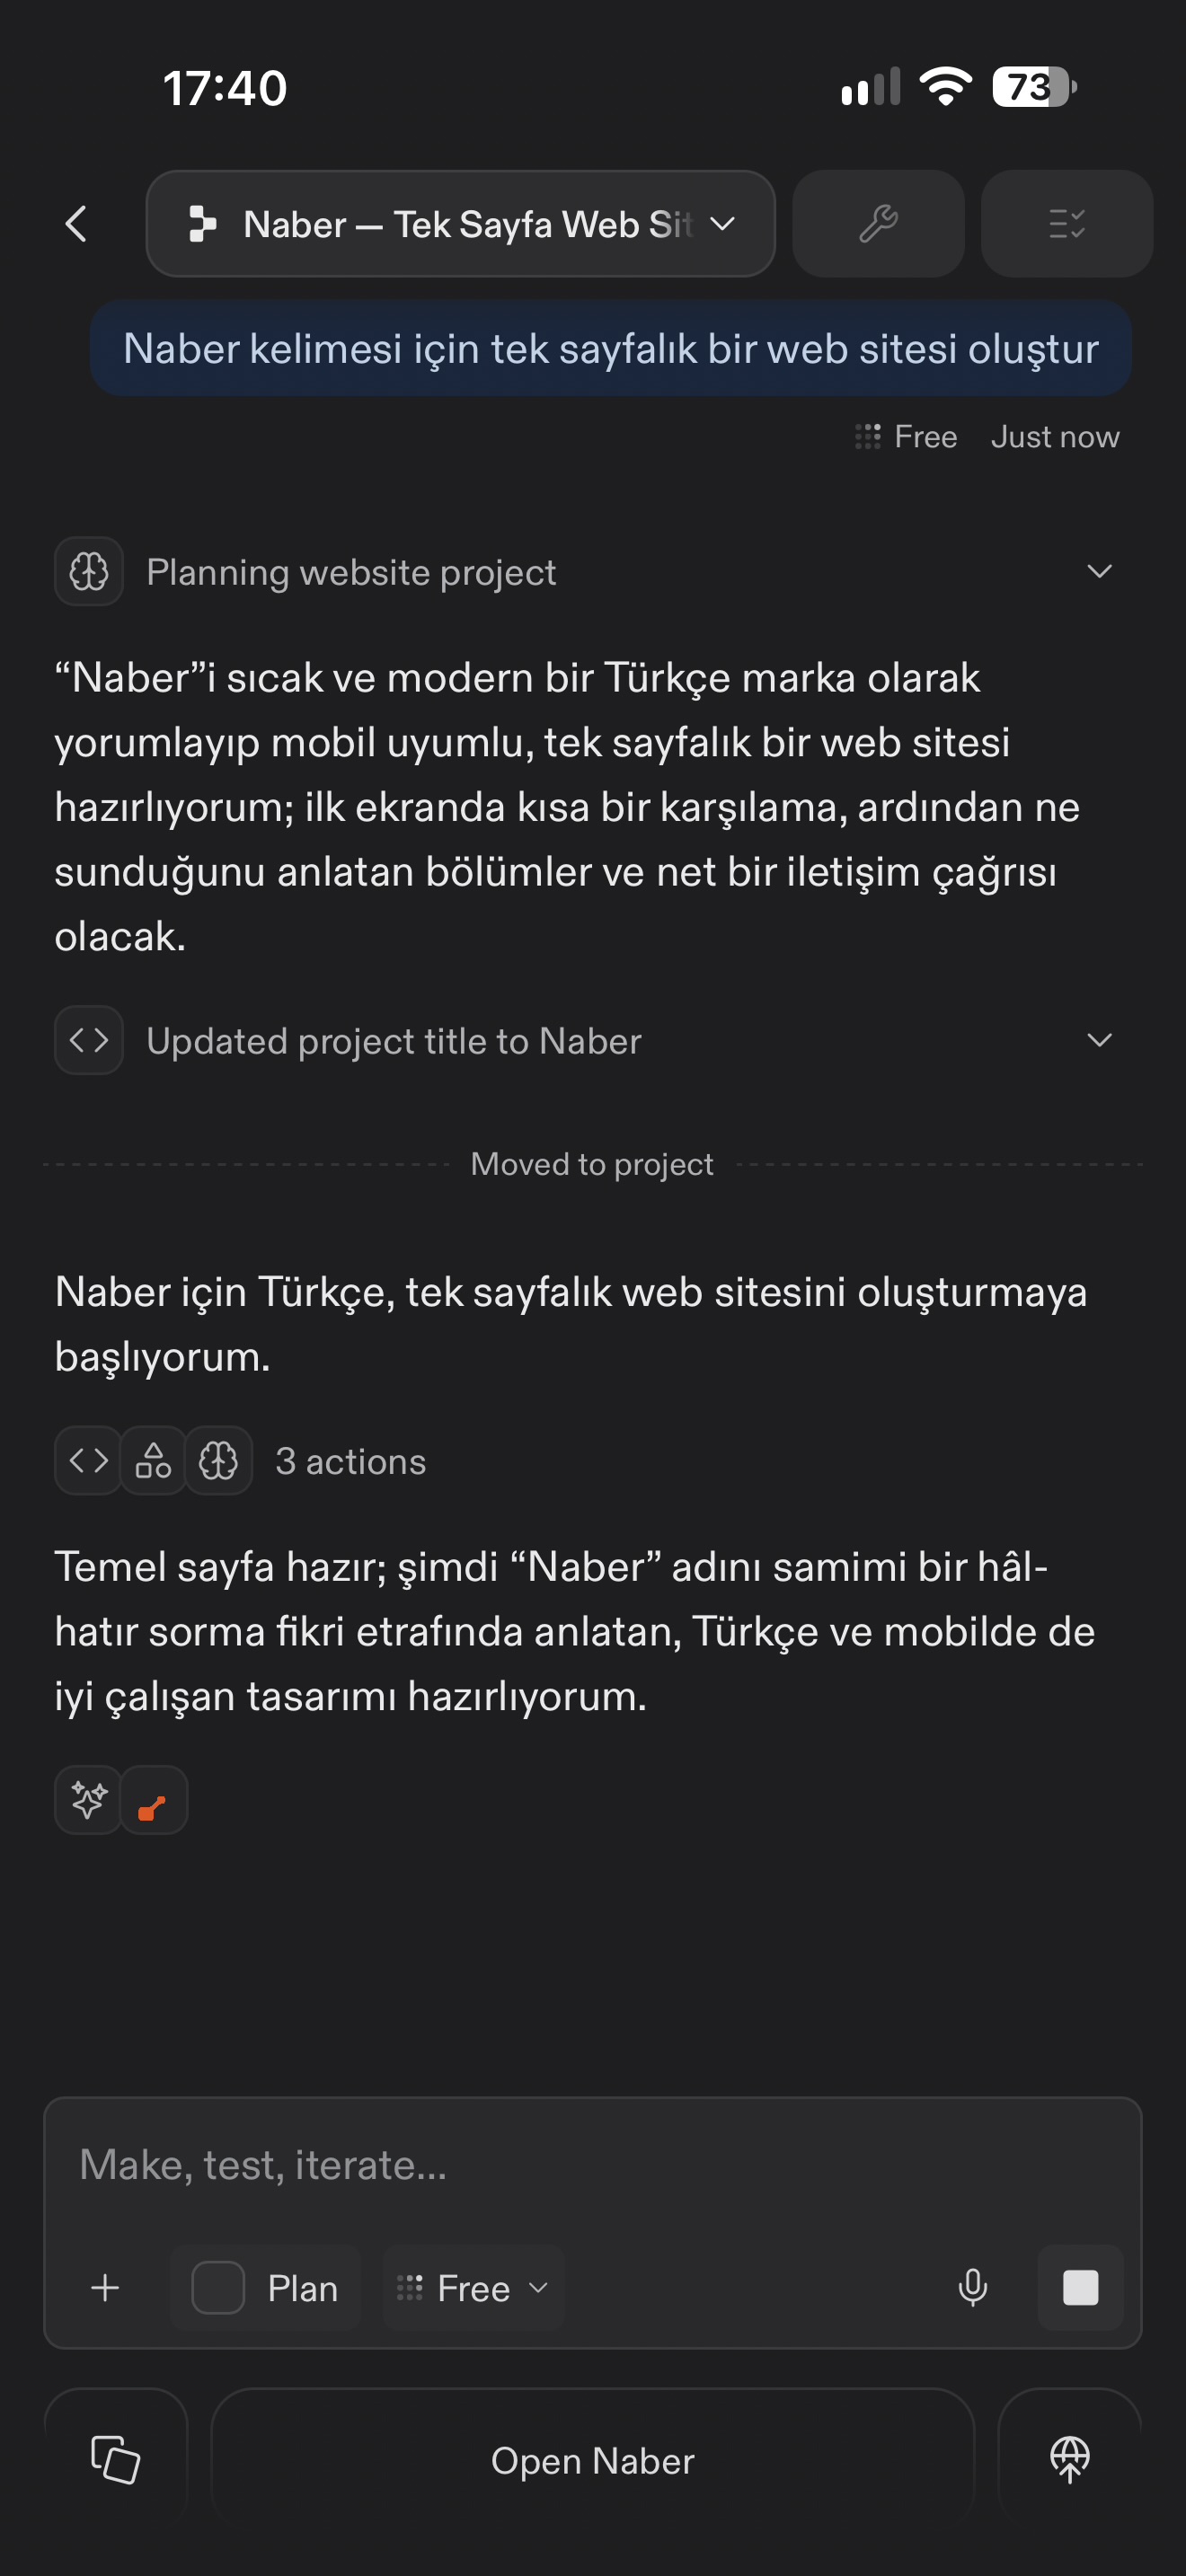 17:40
73
Naber — Tek Sayfa Web Sit
Naber kelimesi için tek sayfalık bir web sitesi oluştur
Free Just now
Planning website project
“Naber”i sıcak ve modern bir Türkçe marka olarak
yorumlayıp mobil uyumlu, tek sayfalık bir web sitesi
hazırlıyorum; ilk ekranda kısa bir karşılama, ardından ne
sunduğunu anlatan bölümler ve net bir iletişim çağrısı
olacak.
Updated project title to Naber
Moved to project
Naber için Türkçe, tek sayfalık web sitesini oluşturmaya
başlıyorum.
3 actions
Temel sayfa hazır; şimdi “Naber” adını samimi bir hâl-
hatır sorma fikri etrafında anlatan, Türkçe ve mobilde de
iyi çalışan tasarımı hazırlıyorum.
Make, test, iterate...
Plan Free
Open Naber